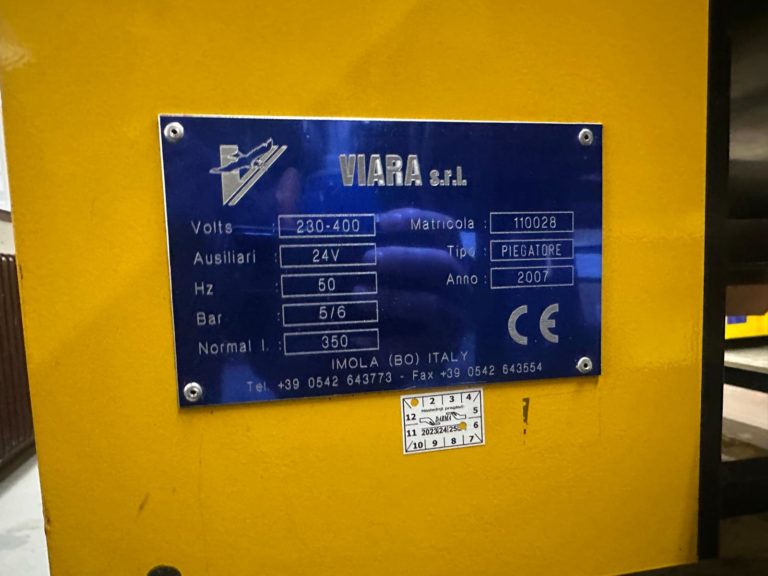 VIARA s.r.l.
Volts : 230-400
Matricola : 110028
Ausiliari : 24V
Tipo : PIEGATORE
Hz : 50
Anno : 2007
Bar : 5/6
CE
Normal I. : 350
IMOLA (BO) ITALY
Tel. +39 0542 643773 - Fax +39 0542 643554
2 3 4
12 5
11 2023 24 25 6
10 9 8 7